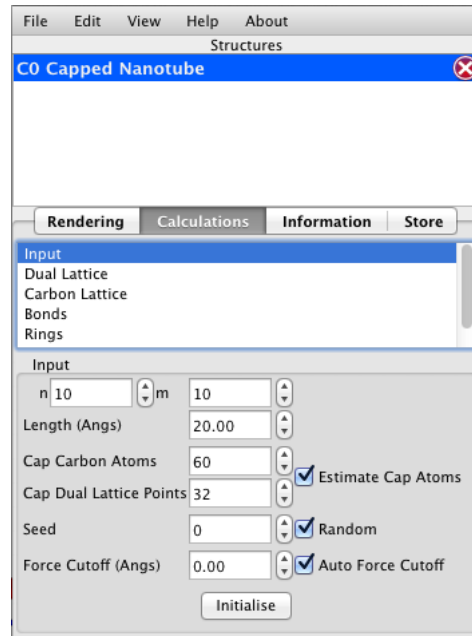 File Edit View Help About
Structures
C0 Capped Nanotube
Rendering Calculations Information Store
Input
Dual Lattice
Carbon Lattice
Bonds
Rings
Input
n 10 m 10
Length (Angs) 20.00
Cap Carbon Atoms 60
Estimate Cap Atoms
Cap Dual Lattice Points 32
Seed 0 Random
Force Cutoff (Angs) 0.00 Auto Force Cutoff
Initialise